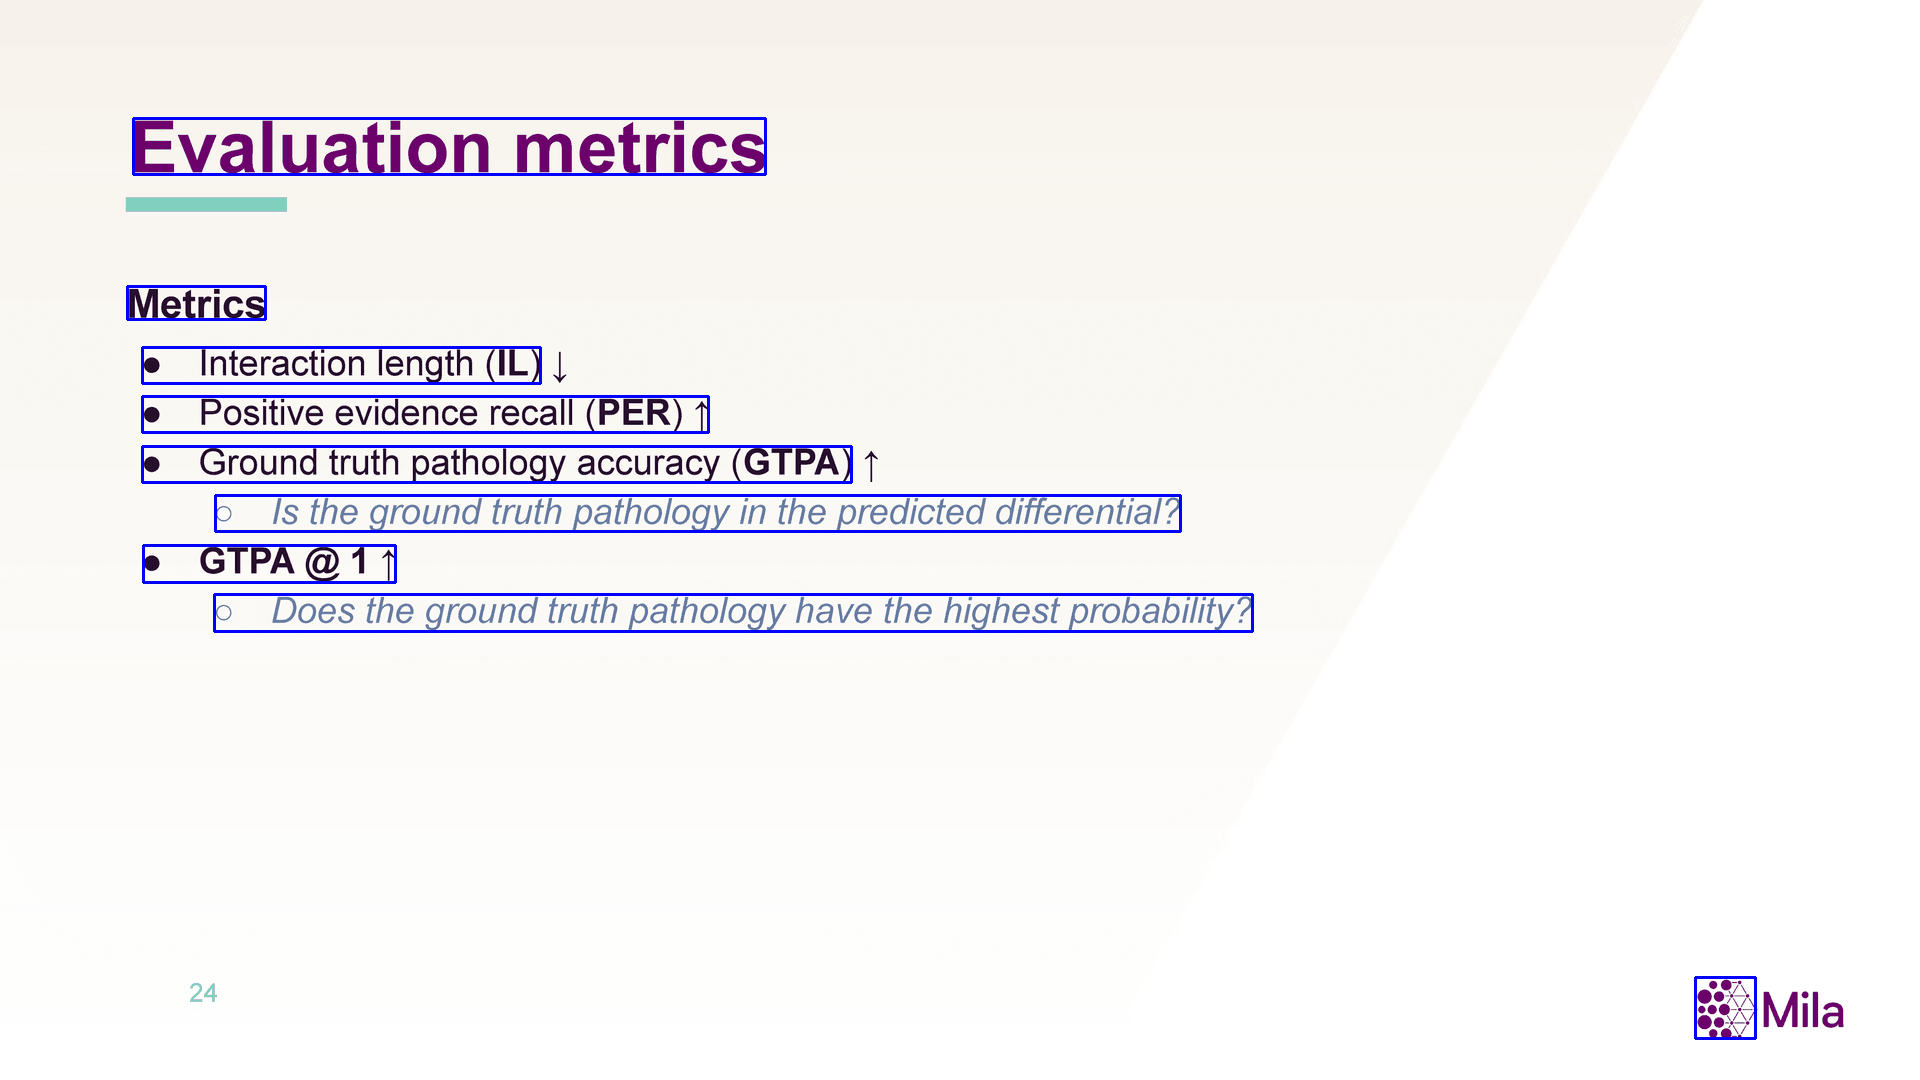 Evaluation metrics
Metrics
● Interaction length (IL) ↓
● Positive evidence recall (PER) ↑
● Ground truth pathology accuracy (GTPA) ↑
○ Is the ground truth pathology in the predicted differential?
● GTPA @ 1 ↑
○ Does the ground truth pathology have the highest probability?
24
Mila